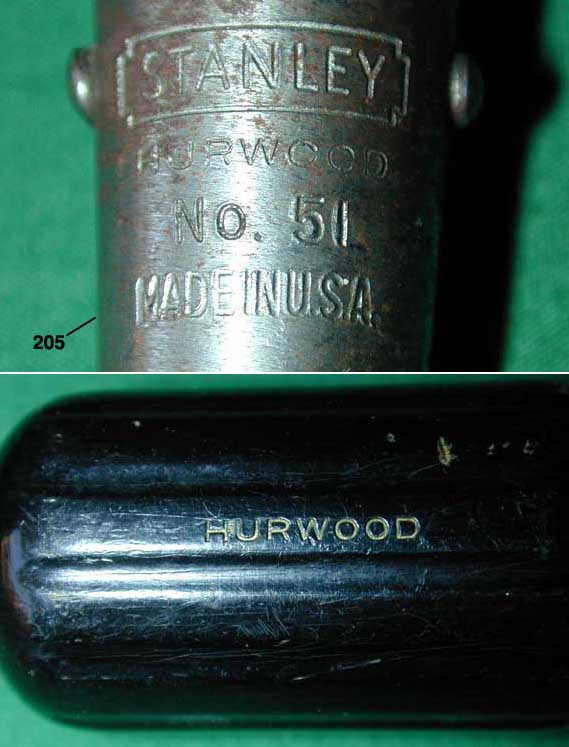 STANLEY
HURWOOD
No. 51
MADE IN U.S.A.
205
HURWOOD